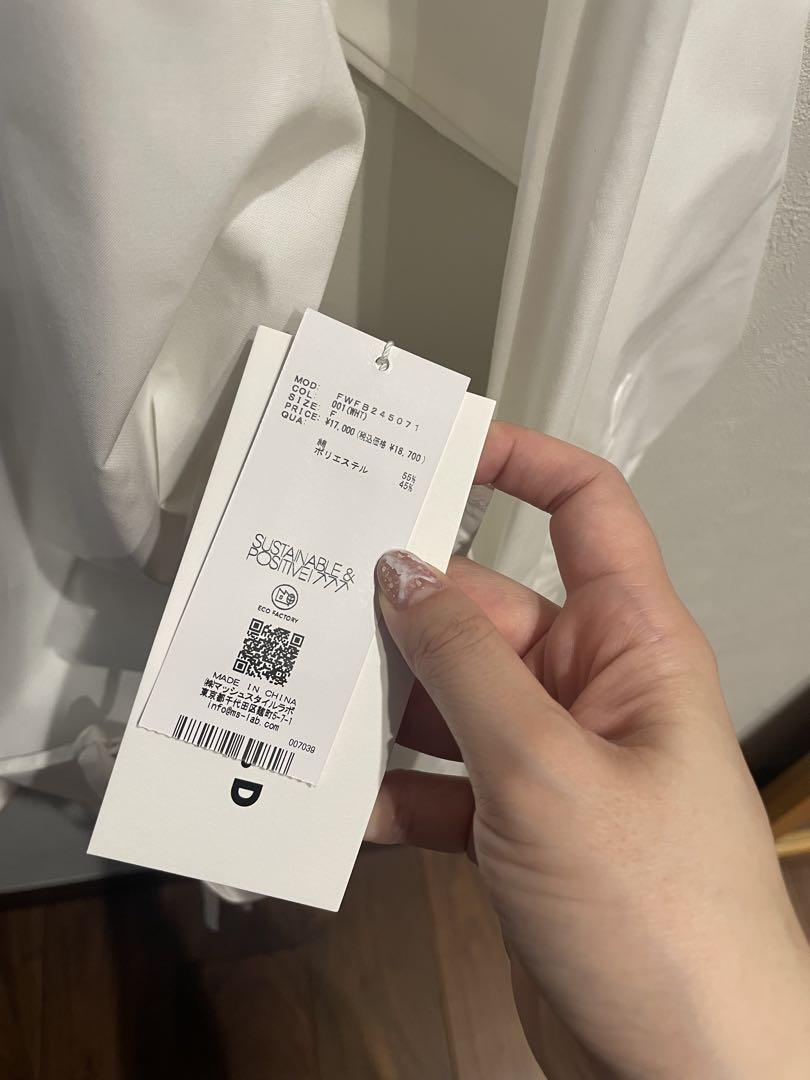 MOD: FWFB245071
COL: 001(WHT)
SIZE: F
PRICE: ¥17,000(税込価格 ¥18,700)
QUA:
綿 55%
ポリエステル 45%
SUSTAINABLE &
POSITIVE!
ECO FACTORY
MADE IN CHINA
㈱マッシュスタイルラボ
東京都千代田区麹町5-7-1
info@ms-lab.com
007039
D